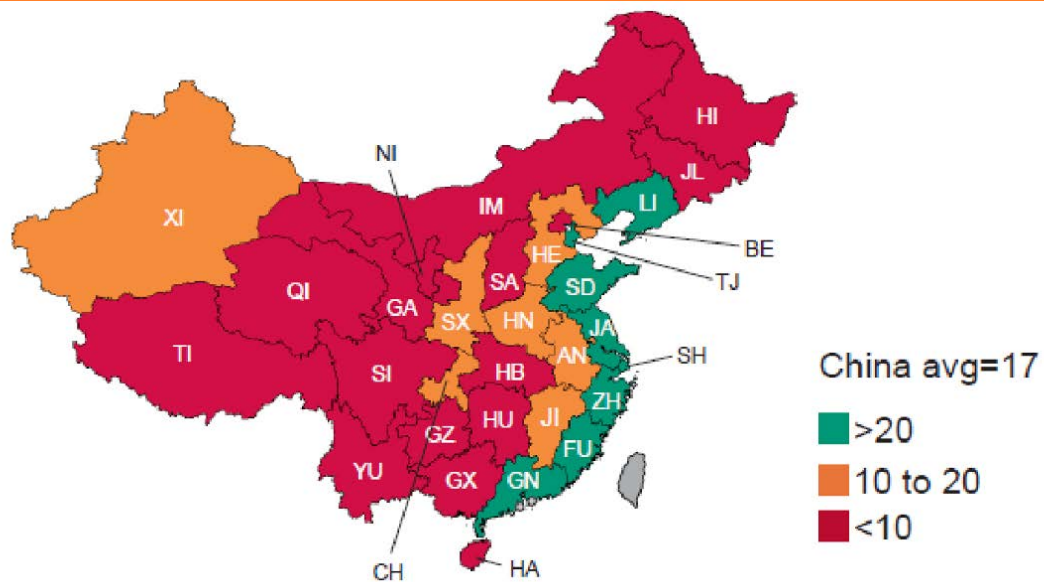 HI
NI
JL
IM
LI
XI
BE
HE
TJ
SA
QI
SD
GA
SX
HN
JA
TI
AN
SH
SI
HB
China avg=17
ZH
HU
JI
>20
GZ
FU
YU
GX
GN
10 to 20
<10
CH
HA